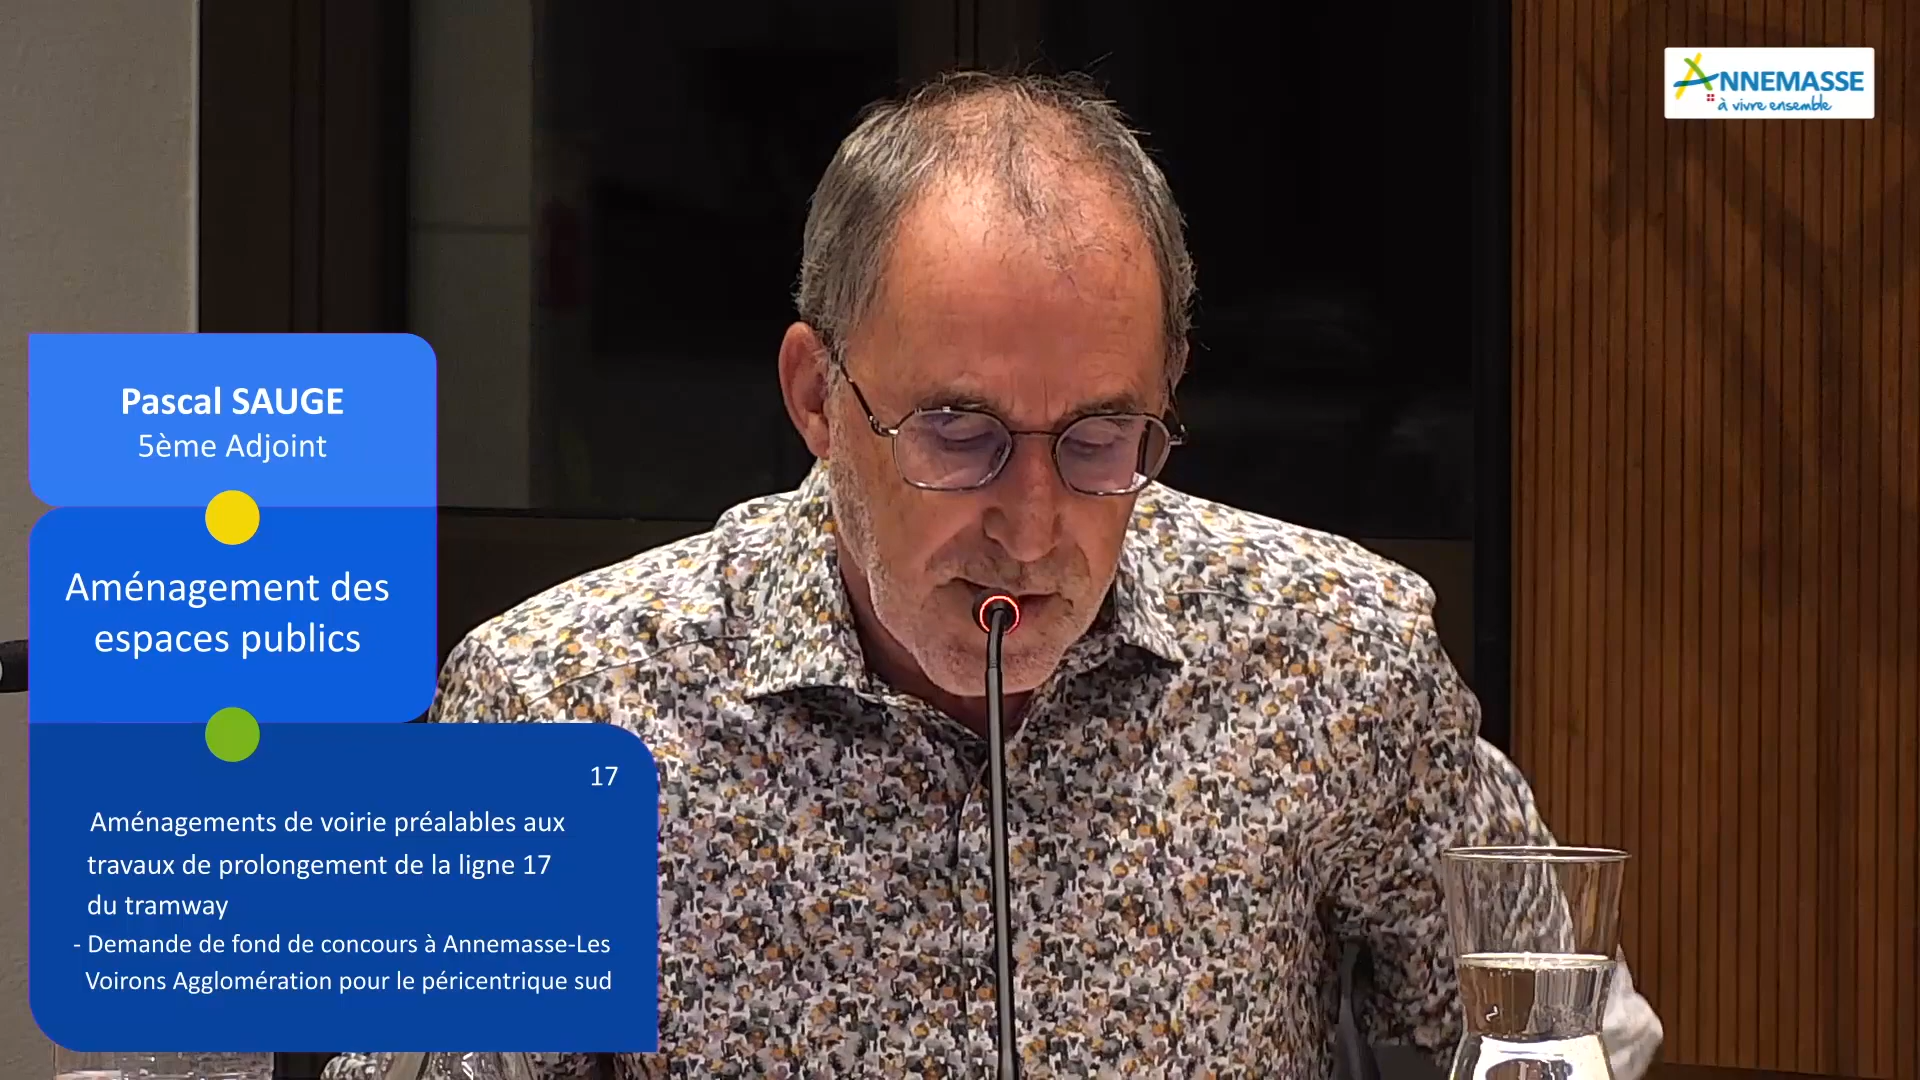 ANNEMASSE
à vivre ensemble
Pascal SAUGE
5ème Adjoint
Aménagement des
espaces publics
17
Aménagements de voirie préalables aux
travaux de prolongement de la ligne 17
du tramway
- Demande de fond de concours à Annemasse-Les
Voirons Agglomération pour le péricentrique sud